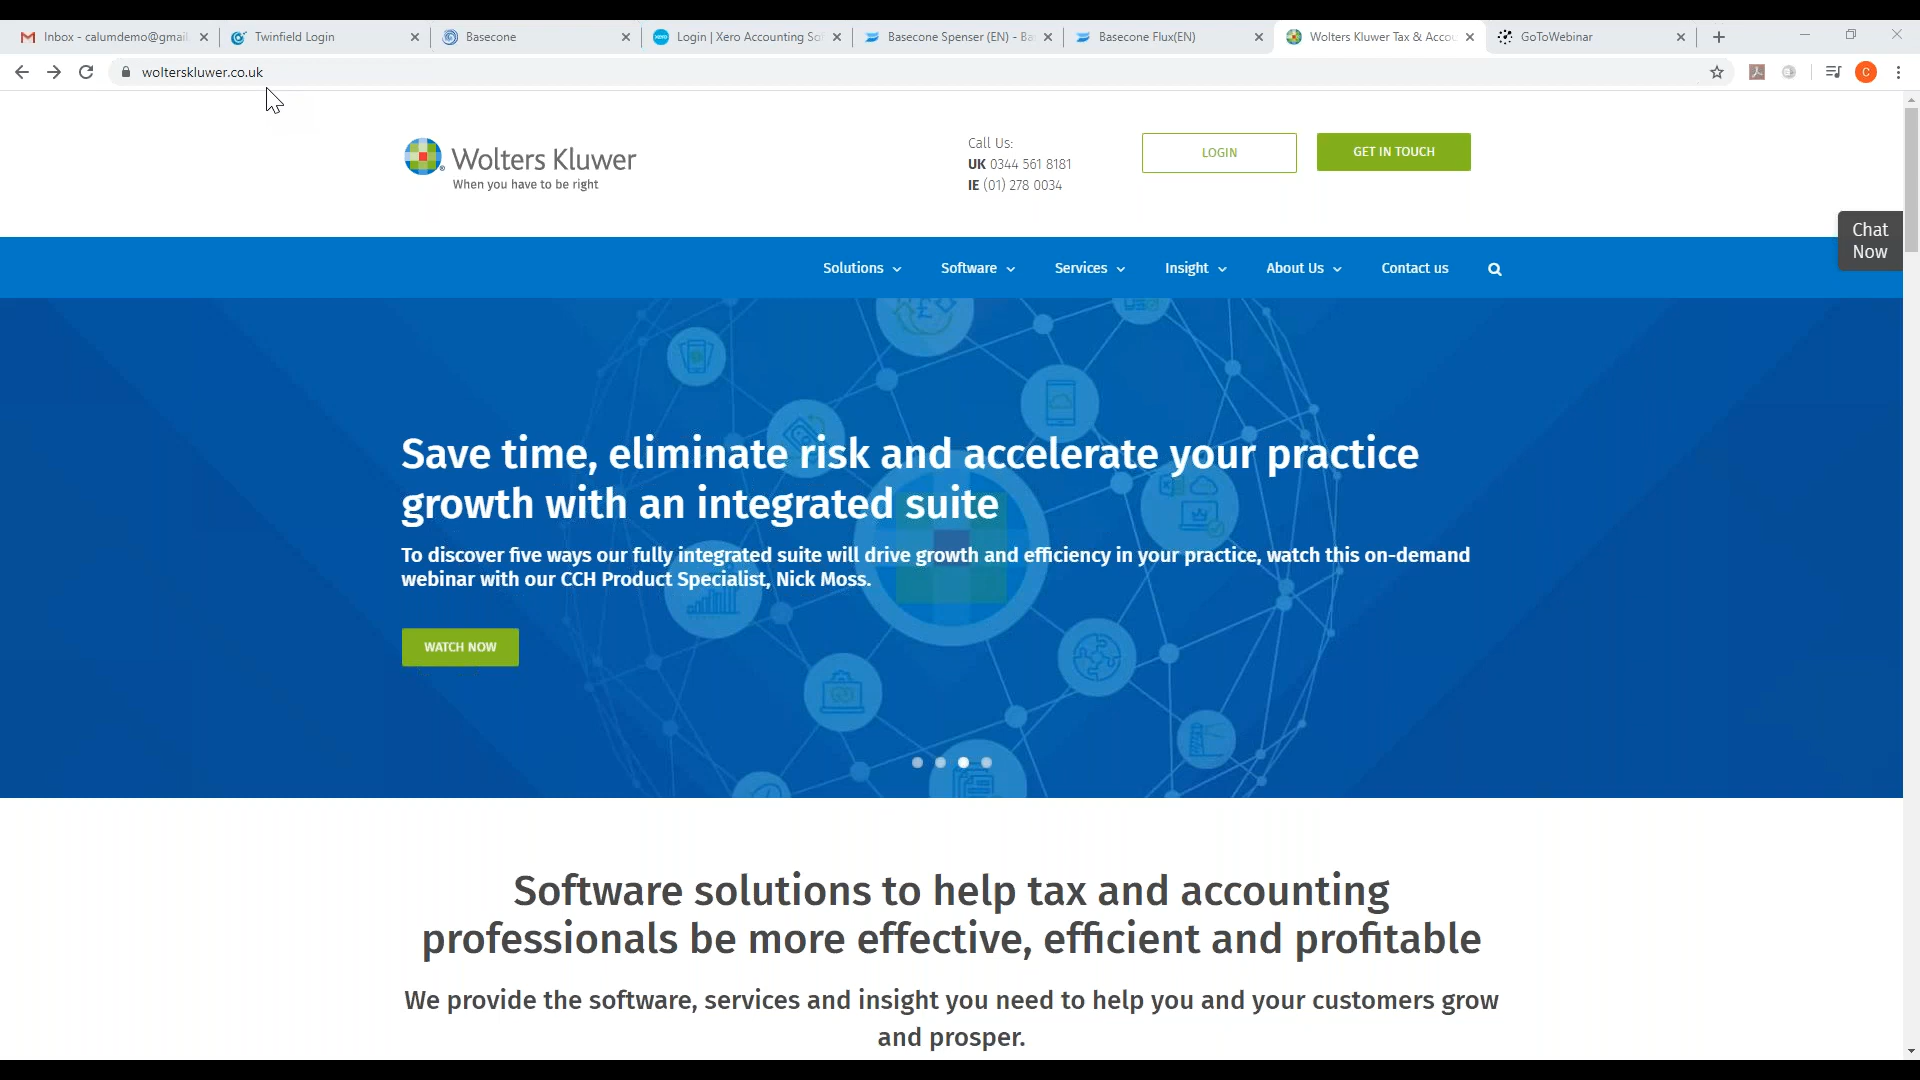 Inbox - calumdemo@gmail
Twinfield Login
Basecone
Login | Xero Accounting So
Basecone Spenser (EN) - Ba
Basecone Flux(EN)
Wolters Kluwer Tax & Accou
GoToWebinar
wolterskluwer.co.uk
C
Wolters Kluwer
When you have to be right
Call Us:
UK 0344 561 8181
IE (01) 278 0034
LOGIN
GET IN TOUCH
Chat
Now
Solutions
Software
Services
Insight
About Us
Contact us
Save time, eliminate risk and accelerate your practice
growth with an integrated suite
To discover five ways our fully integrated suite will drive growth and efficiency in your practice, watch this on-demand
webinar with our CCH Product Specialist, Nick Moss.
WATCH NOW
Software solutions to help tax and accounting
professionals be more effective, efficient and profitable
We provide the software, services and insight you need to help you and your customers grow
and prosper.